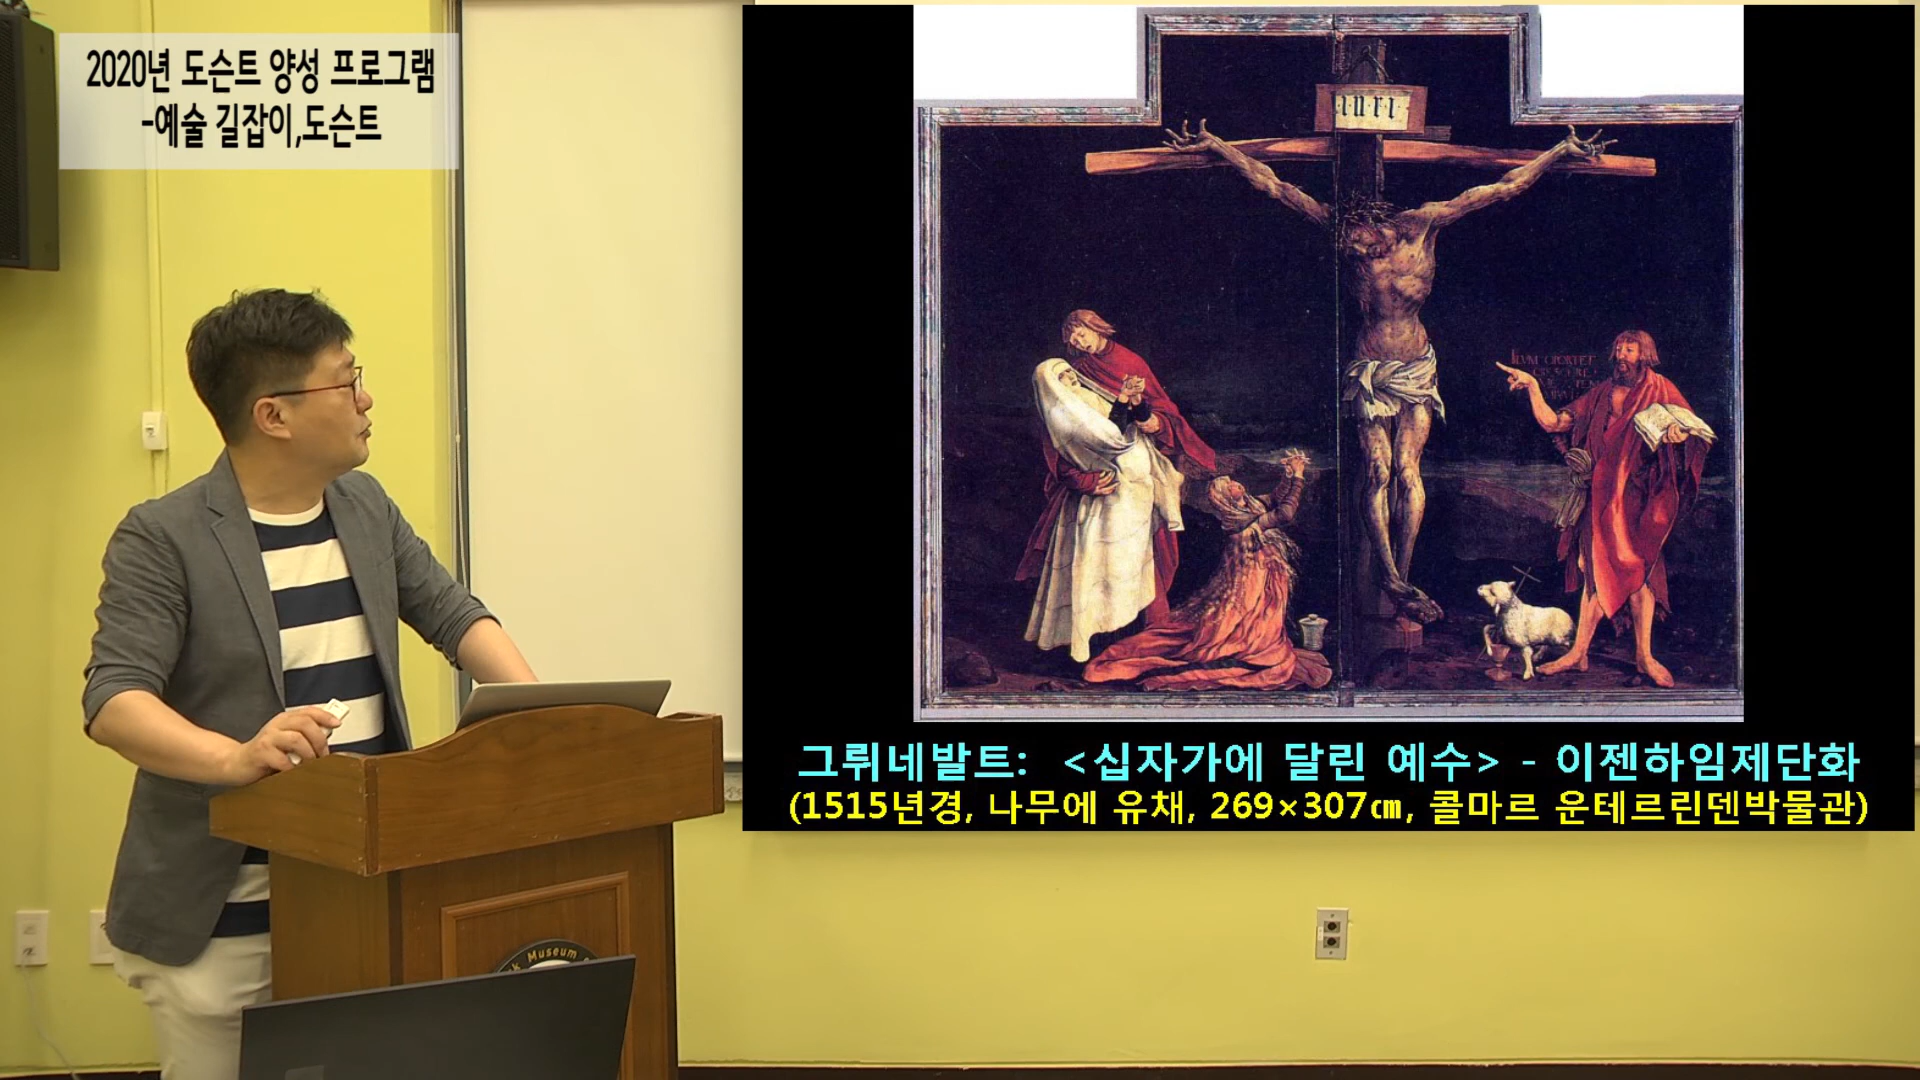 2020년 도슨트 양성 프로그램
-예술 길잡이,도슨트
INRI
그뤼네발트: <십자가에 달린 예수> - 이젠하임제단화
(1515년경, 나무에 유채, 269×307㎝, 콜마르 운테르린덴박물관)
Museum